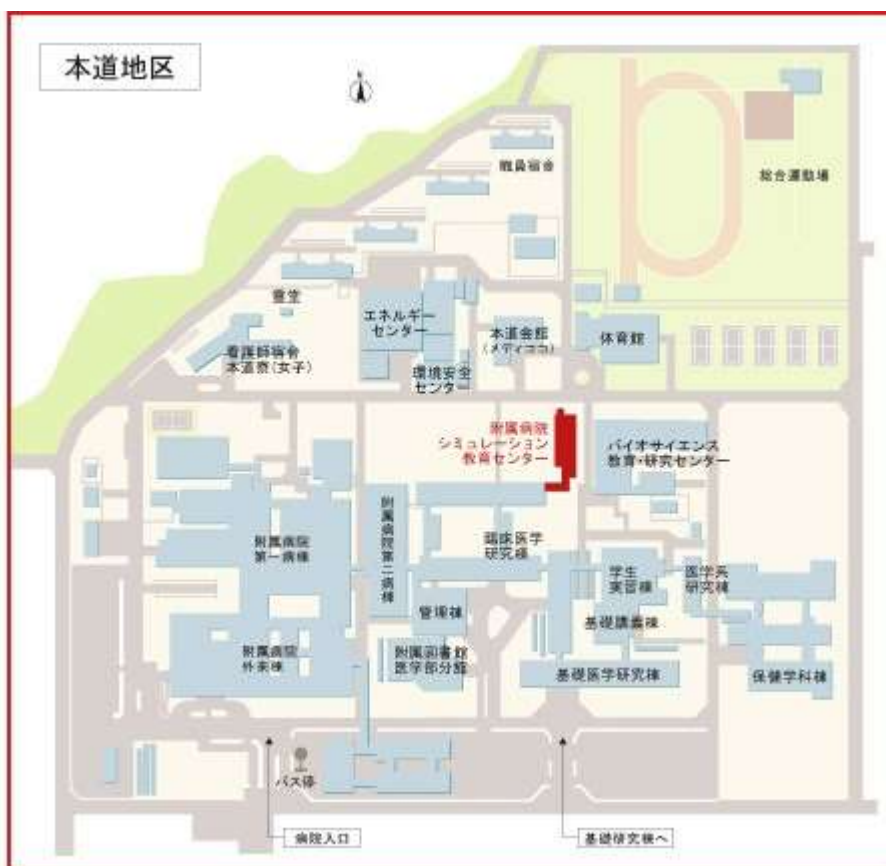 本道地区
職員宿舎
総合運動場
霊堂
エネルギー
センター
本道会館
(メディココ)
体育館
看護師宿舎
本道寮(女子)
環境安全
センター
附属病院
シミュレーション
教育センター
バイオサイエンス
教育・研究センター
附属病院
第一病棟
附属病院第二病棟
臨床医学
研究棟
学生
実習棟
医学系
研究棟
管理棟
基礎講義棟
附属病院
外来棟
附属図書館
医学部分館
基礎医学研究棟
保健学科棟
バス停
病院入口
基礎研究棟へ